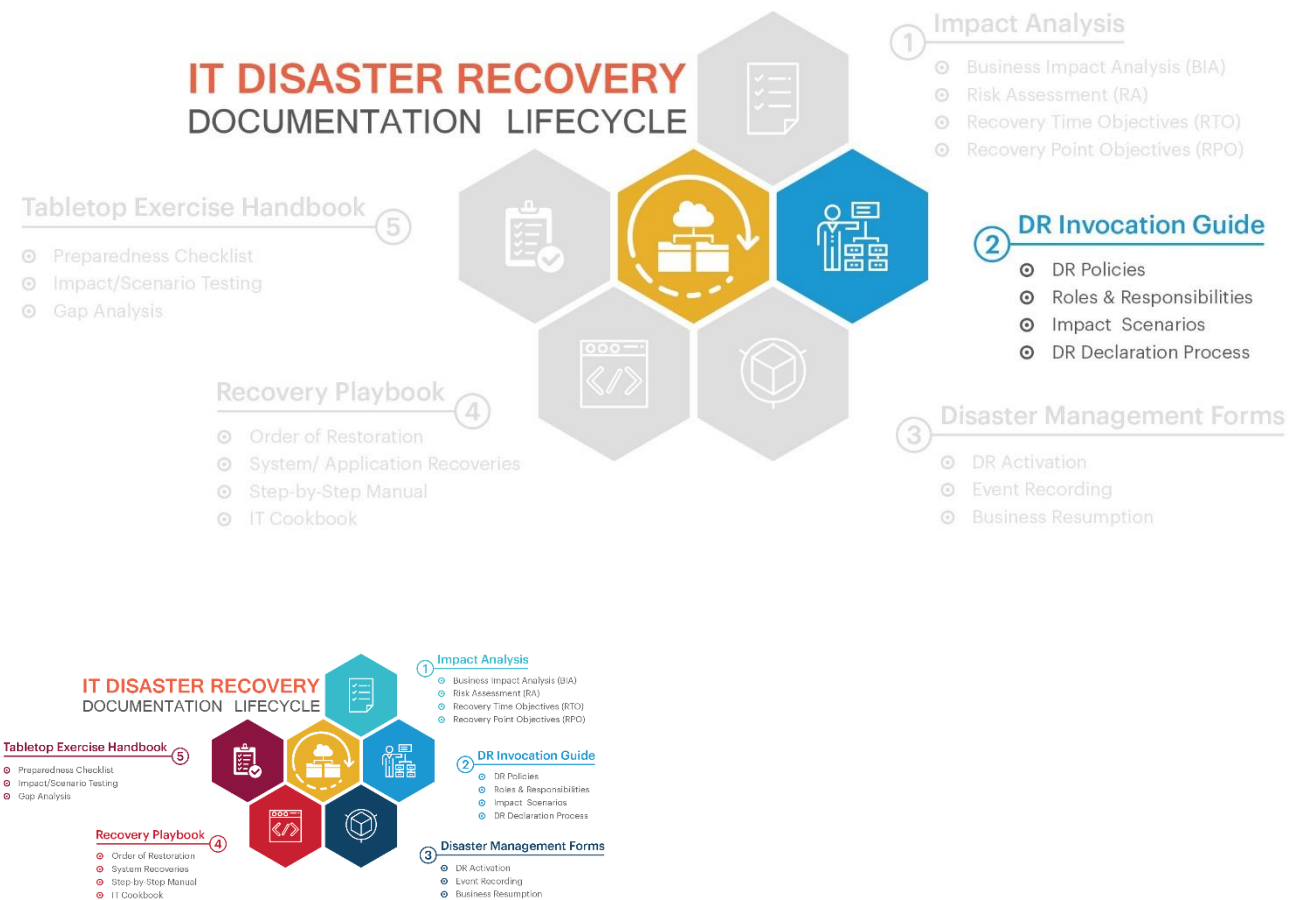 IT DISASTER RECOVERY
DOCUMENTATION LIFECYCLE
1
Impact Analysis
Business Impact Analysis (BIA)
Risk Assessment (RA)
Recovery Time Objectives (RTO)
Recovery Point Objectives (RPO)
2
DR Invocation Guide
DR Policies
Roles & Responsibilities
Impact Scenarios
DR Declaration Process
3
Disaster Management Forms
DR Activation
Event Recording
Business Resumption
Recovery Playbook
4
Order of Restoration
System/ Application Recoveries
Step-by-Step Manual
IT Cookbook
Tabletop Exercise Handbook
5
Preparedness Checklist
Impact/Scenario Testing
Gap Analysis
IT DISASTER RECOVERY
DOCUMENTATION LIFECYCLE
1
Impact Analysis
Business Impact Analysis (BIA)
Risk Assessment (RA)
Recovery Time Objectives (RTO)
Recovery Point Objectives (RPO)
2
DR Invocation Guide
DR Policies
Roles & Responsibilities
Impact Scenarios
DR Declaration Process
3
Disaster Management Forms
DR Activation
Event Recording
Business Resumption
Recovery Playbook
4
Order of Restoration
System Recoveries
Step-by-Step Manual
IT Cookbook
Tabletop Exercise Handbook
5
Preparedness Checklist
Impact/Scenario Testing
Gap Analysis